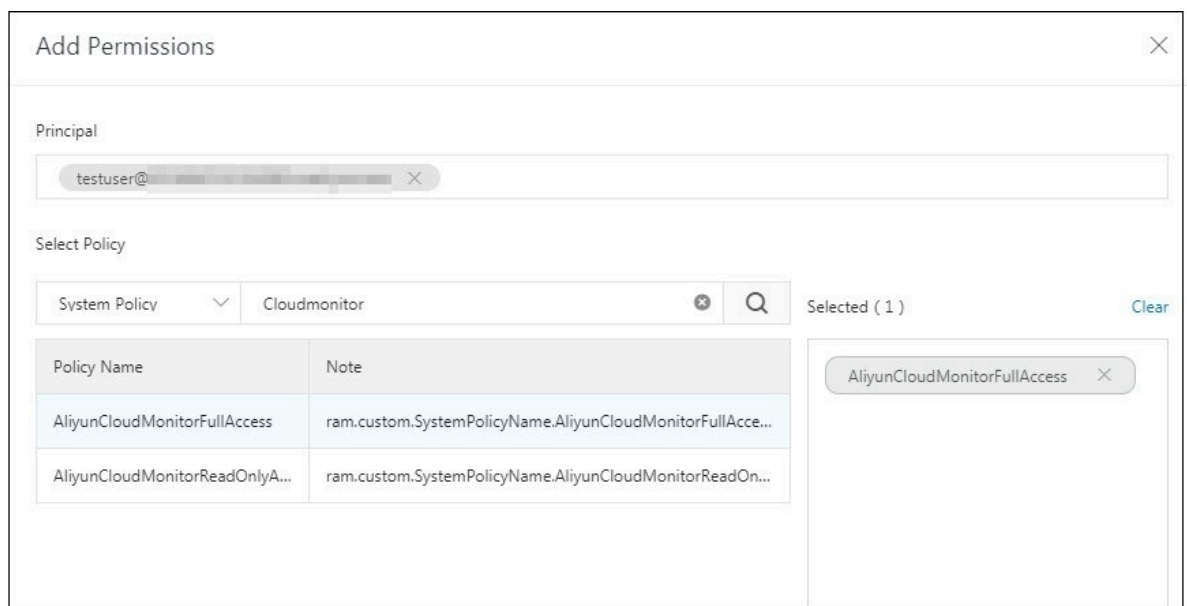 Add Permissions
Principal
testuser@
Select Policy
System Policy Cloudmonitor
Selected ( 1 ) Clear
Policy Name Note
AliyunCloudMonitorFullAccess
AliyunCloudMonitorFullAccess ram.custom.SystemPolicyName.AliyunCloudMonitorFullAcce...
AliyunCloudMonitorReadOnlyA... ram.custom.SystemPolicyName.AliyunCloudMonitorReadOn...